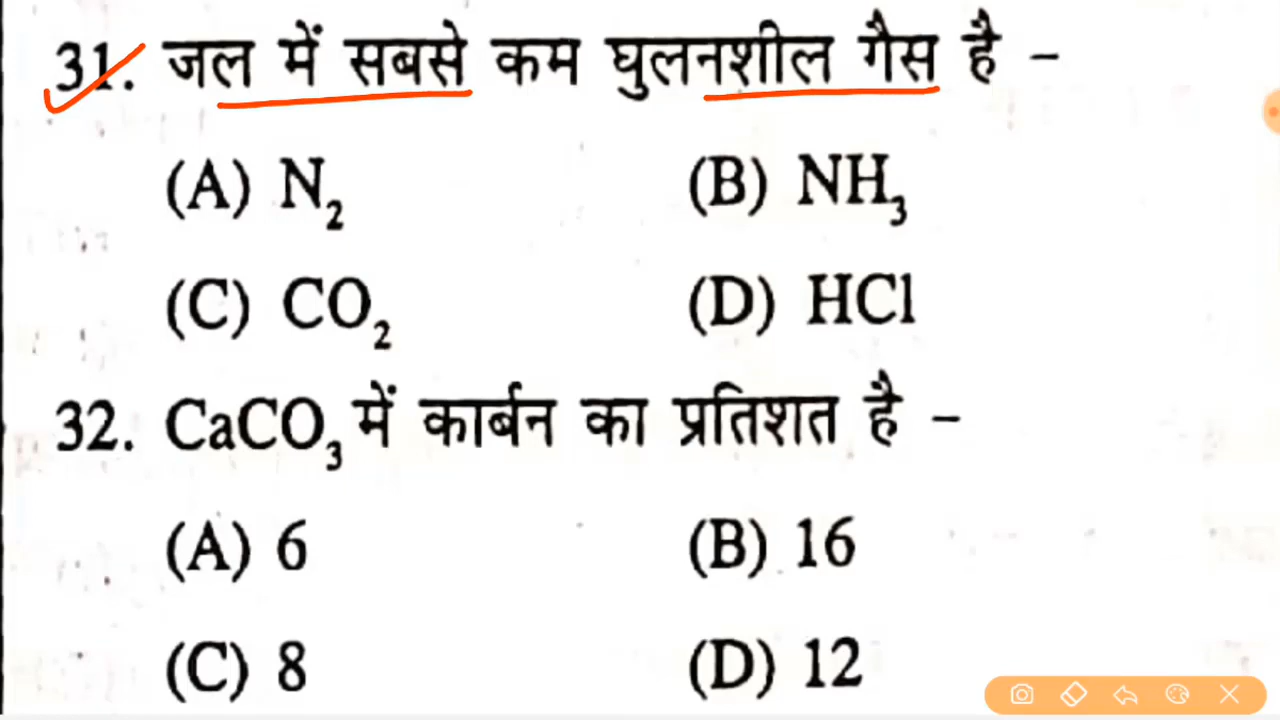 31. जल में सबसे कम घुलनशील गैस है –
(A) N₂ (B) NH₃
(C) CO₂ (D) HCl
32. CaCO₃ में कार्बन का प्रतिशत है –
(A) 6 (B) 16
(C) 8 (D) 12